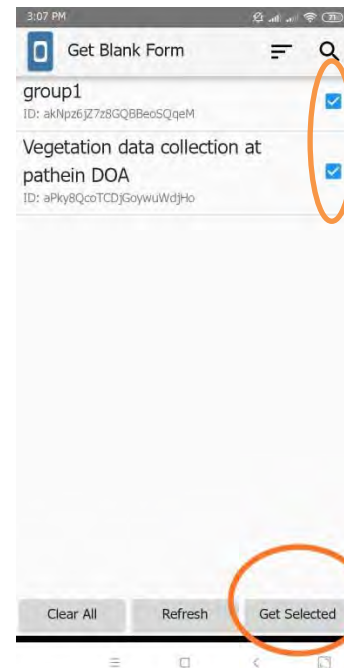 3:07 PM
Get Blank Form
group1
ID: akNpz6jZ7z8GQBBeoSQqeM
Vegetation data collection at
pathein DOA
ID: aPky8QcoTCDjGoywuWdjHo
Clear All Refresh Get Selected